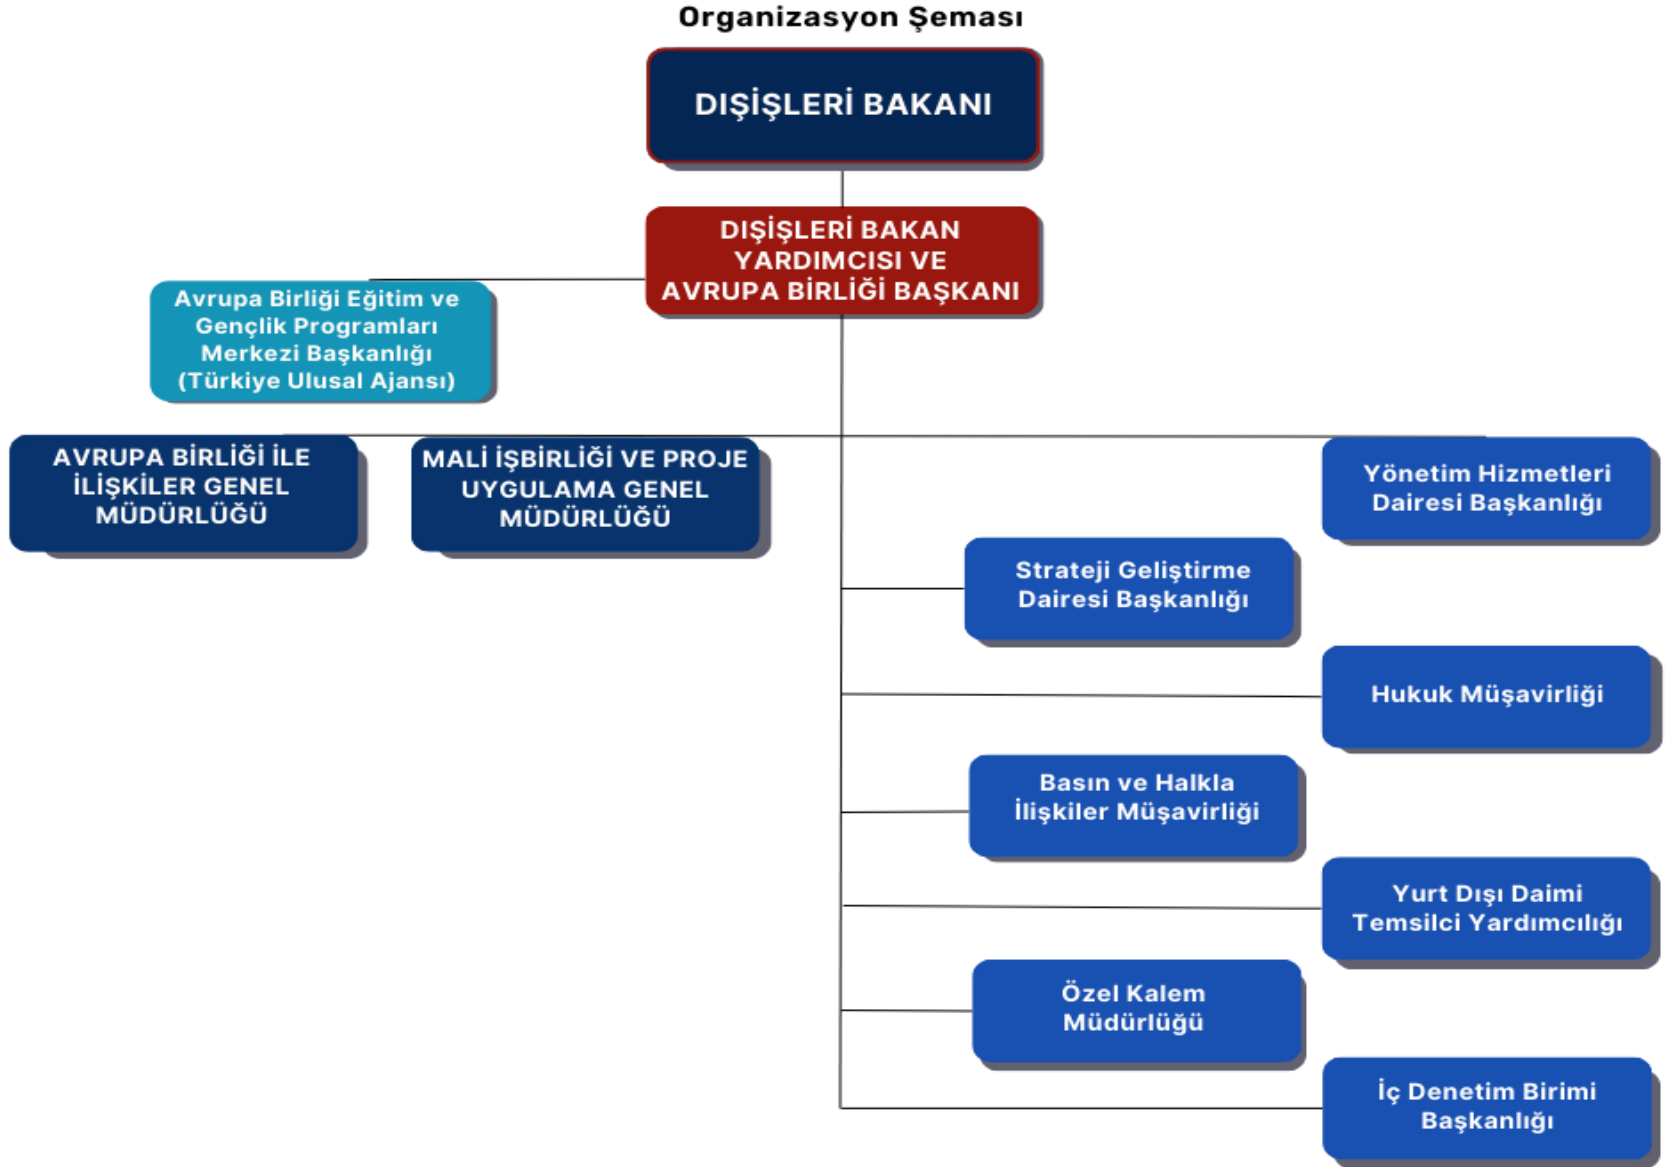 Organizasyon Şeması
DIŞİŞLERİ BAKANI
DIŞİŞLERİ BAKAN
YARDIMCISI VE
AVRUPA BİRLİĞİ BAŞKANI
Avrupa Birliği Eğitim ve
Gençlik Programları
Merkezi Başkanlığı
(Türkiye Ulusal Ajansı)
AVRUPA BİRLİĞİ İLE
İLİŞKİLER GENEL
MÜDÜRLÜĞÜ
MALİ İŞBİRLİĞİ VE PROJE
UYGULAMA GENEL
MÜDÜRLÜĞÜ
Yönetim Hizmetleri
Dairesi Başkanlığı
Strateji Geliştirme
Dairesi Başkanlığı
Hukuk Müşavirliği
Basın ve Halkla
İlişkiler Müşavirliği
Yurt Dışı Daimi
Temsilci Yardımcılığı
Özel Kalem
Müdürlüğü
İç Denetim Birimi
Başkanlığı